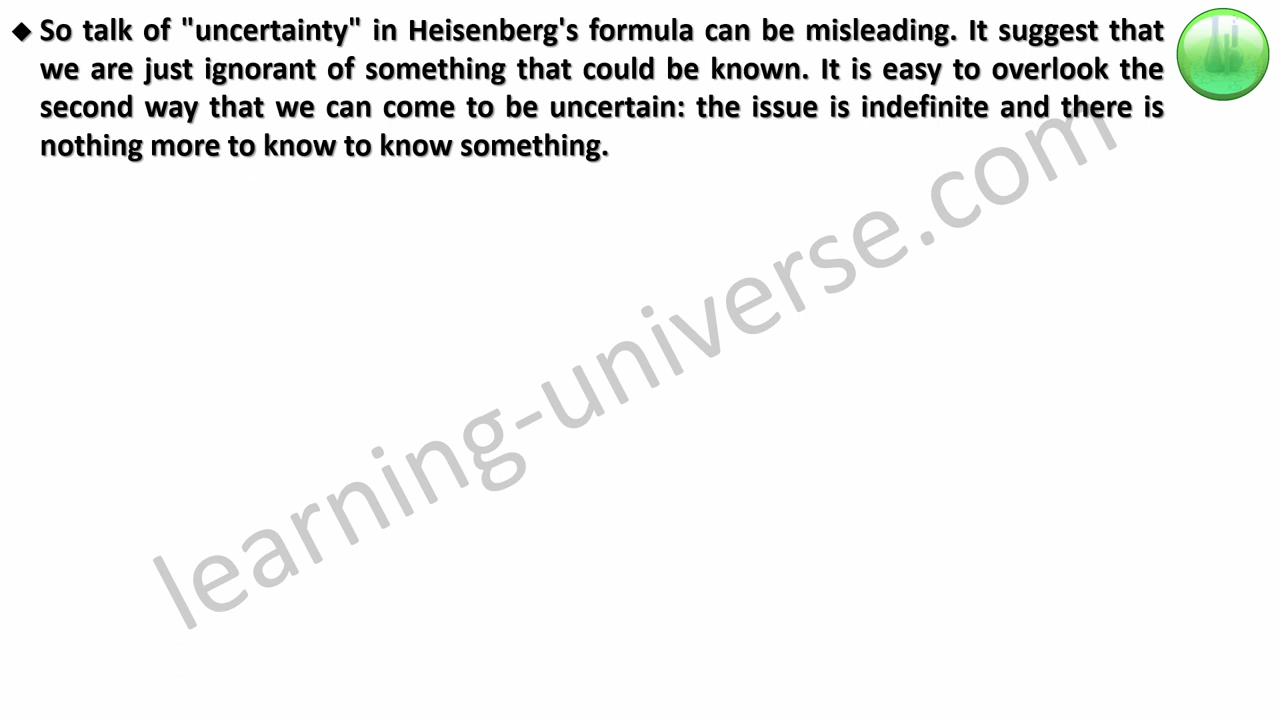 ◆ So talk of "uncertainty" in Heisenberg's formula can be misleading. It suggest that
we are just ignorant of something that could be known. It is easy to overlook the
second way that we can come to be uncertain: the issue is indefinite and there is
nothing more to know to know something.
learning-universe.com